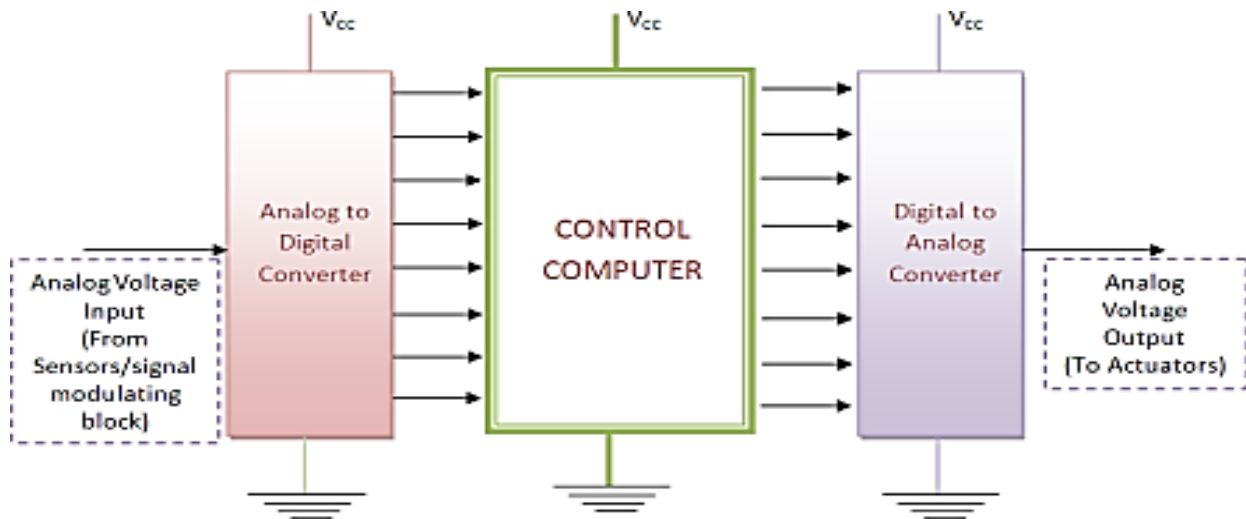 Vcc
Vcc
Vcc
Analog to
Digital
Converter
CONTROL
COMPUTER
Digital to
Analog
Converter
Analog Voltage
Input
(From
Sensors/signal
modulating
block)
Analog
Voltage
Output
(To Actuators)